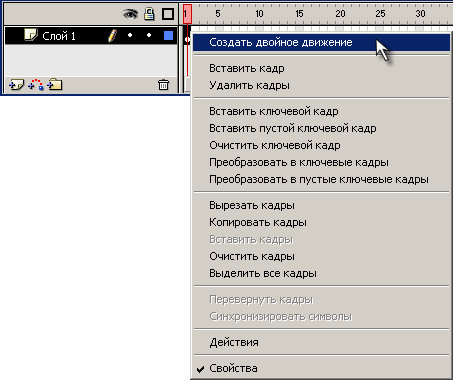 1 5 10 15 20 25 30
Слой 1
Создать двойное движение
Вставить кадр
Удалить кадры
Вставить ключевой кадр
Вставить пустой ключевой кадр
Очистить ключевой кадр
Преобразовать в ключевые кадры
Преобразовать в пустые ключевые кадры
Вырезать кадры
Копировать кадры
Вставить кадры
Очистить кадры
Выделить все кадры
Перевернуть кадры
Синхронизировать символы
Действия
Свойства